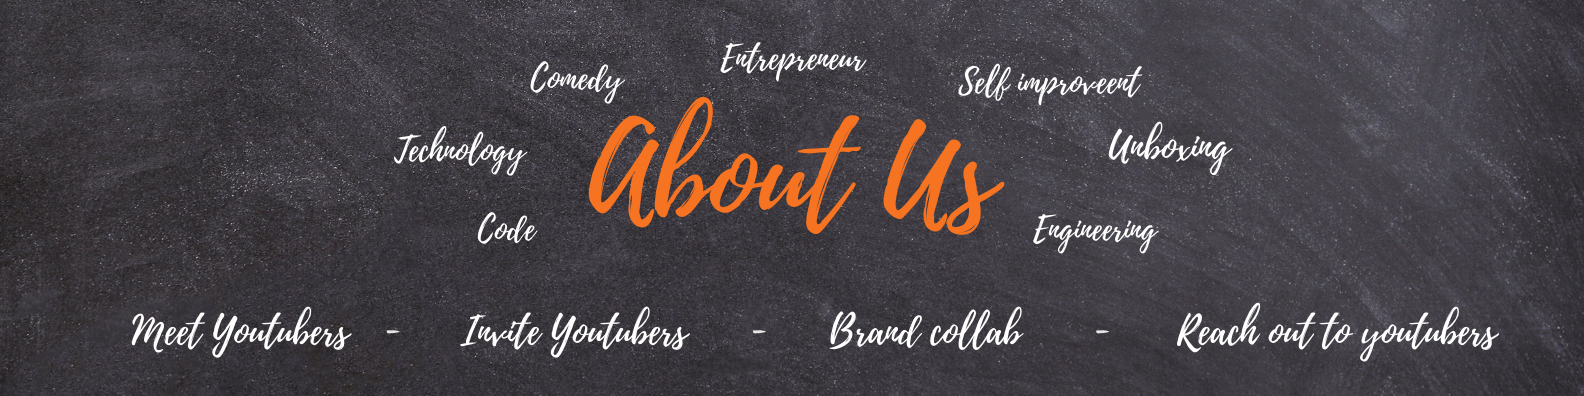 Entrepreneur
Comedy
Self improveent
Technology
About Us
Unboxing
Code
Engineering
Meet Youtubers - Invite Youtubers - Brand collab - Reach out to youtubers